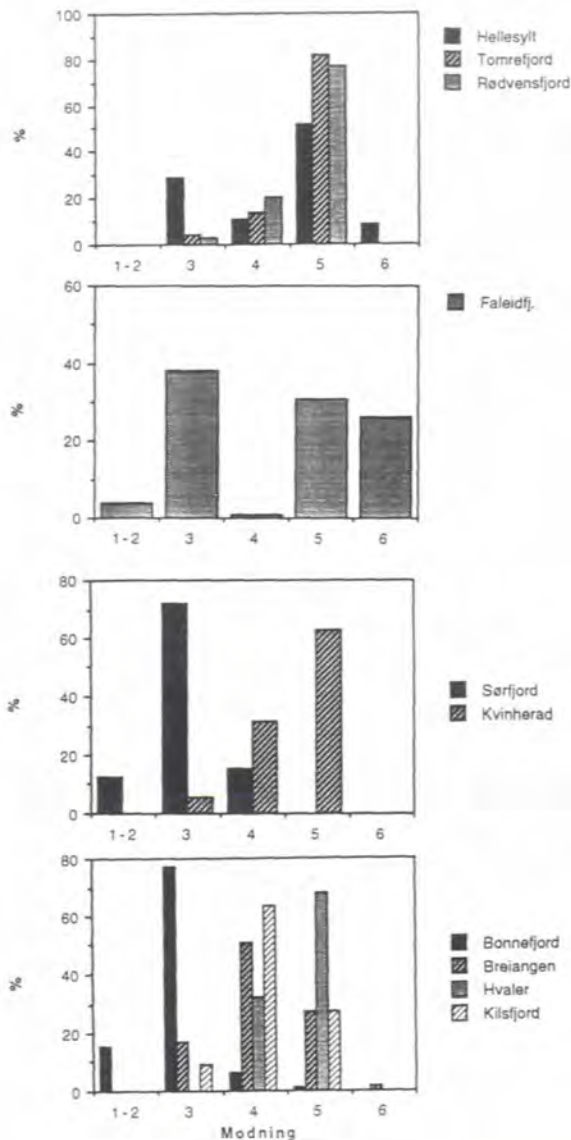 100
80
60
40
20
0
%
1-2 3 4 5 6
Hellesylt
Tomrefjord
Rødvensfjord
60
40
20
0
%
1-2 3 4 5 6
Faleidfj.
80
60
40
20
0
%
1-2 3 4 5 6
Sørfjord
Kvinherad
80
60
40
20
0
%
1-2 3 4 5 6
Modning
Bonnefjord
Breiangen
Hvaler
Kilsfjord